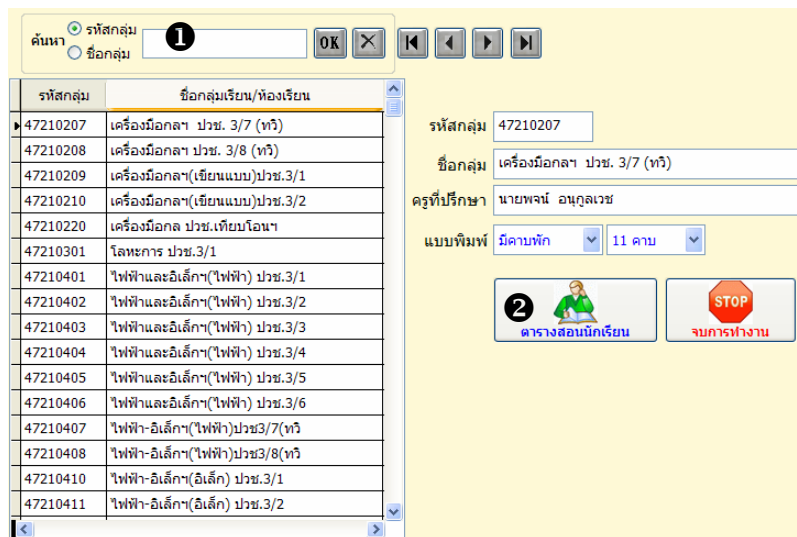 ค้นหา
รหัสกลุ่ม
ชื่อกลุ่ม
❶
OK
รหัสกลุ่ม ชื่อกลุ่มเรียน/ห้องเรียน
47210207 เครื่องมือกลฯ ปวช. 3/7 (ทวิ)
47210208 เครื่องมือกลฯ ปวช. 3/8 (ทวิ)
47210209 เครื่องมือกลฯ(เขียนแบบ)ปวช.3/1
47210210 เครื่องมือกลฯ(เขียนแบบ)ปวช.3/2
47210220 เครื่องมือกล ปวช.เทียบโอนฯ
47210301 โลหะการ ปวช.3/1
47210401 ไฟฟ้าและอิเล็กฯ(ไฟฟ้า) ปวช.3/1
47210402 ไฟฟ้าและอิเล็กฯ(ไฟฟ้า) ปวช.3/2
47210403 ไฟฟ้าและอิเล็กฯ(ไฟฟ้า) ปวช.3/3
47210404 ไฟฟ้าและอิเล็กฯ(ไฟฟ้า) ปวช.3/4
47210405 ไฟฟ้าและอิเล็กฯ(ไฟฟ้า) ปวช.3/5
47210406 ไฟฟ้าและอิเล็กฯ(ไฟฟ้า) ปวช.3/6
47210407 ไฟฟ้า-อิเล็กฯ(ไฟฟ้า)ปวช3/7(ทวิ
47210408 ไฟฟ้า-อิเล็กฯ(ไฟฟ้า)ปวช3/8(ทวิ
47210410 ไฟฟ้า-อิเล็กฯ(อิเล็ก) ปวช.3/1
47210411 ไฟฟ้า-อิเล็กฯ(อิเล็ก) ปวช.3/2
รหัสกลุ่ม 47210207
ชื่อกลุ่ม เครื่องมือกลฯ ปวช. 3/7 (ทวิ)
ครูที่ปรึกษา นายพจน์ อนุกูลเวช
แบบพิมพ์ มีคาบพัก 11 คาบ
❷
ตารางสอนนักเรียน
STOP
จบการทำงาน